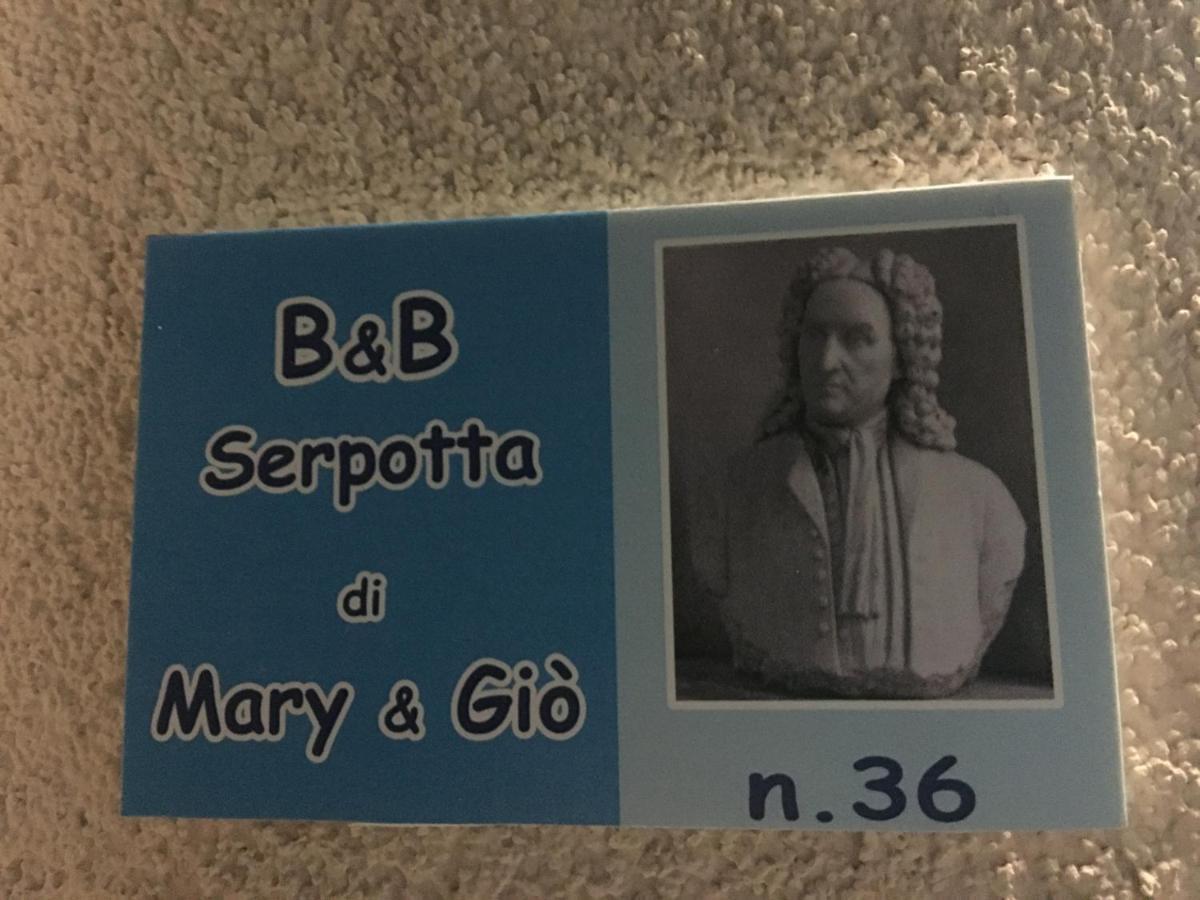 B&B
Serpotta
di
Mary & Giò
n.36